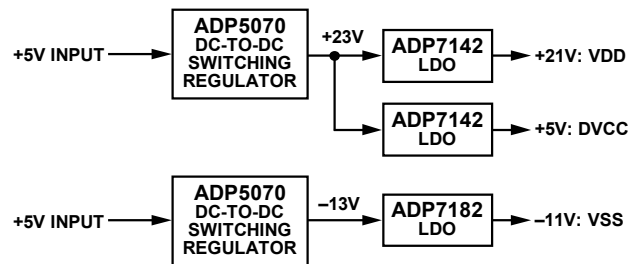 +5V INPUT
ADP5070
DC-TO-DC
SWITCHING
REGULATOR
+23V
ADP7142
LDO
+21V: VDD
ADP7142
LDO
+5V: DVCC
+5V INPUT
ADP5070
DC-TO-DC
SWITCHING
REGULATOR
–13V
ADP7182
LDO
–11V: VSS